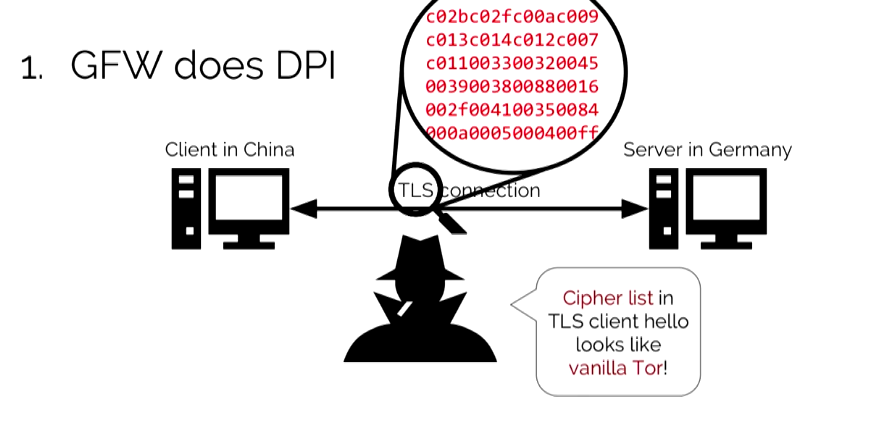 c02bc02fc00ac009
c013c014c012c007
c011003300320045
0039003800880016
002f004100350084
000a0005000400ff
1. GFW does DPI
Client in China
Server in Germany
TLS connection
Cipher list in
TLS client hello
looks like
vanilla Tor!